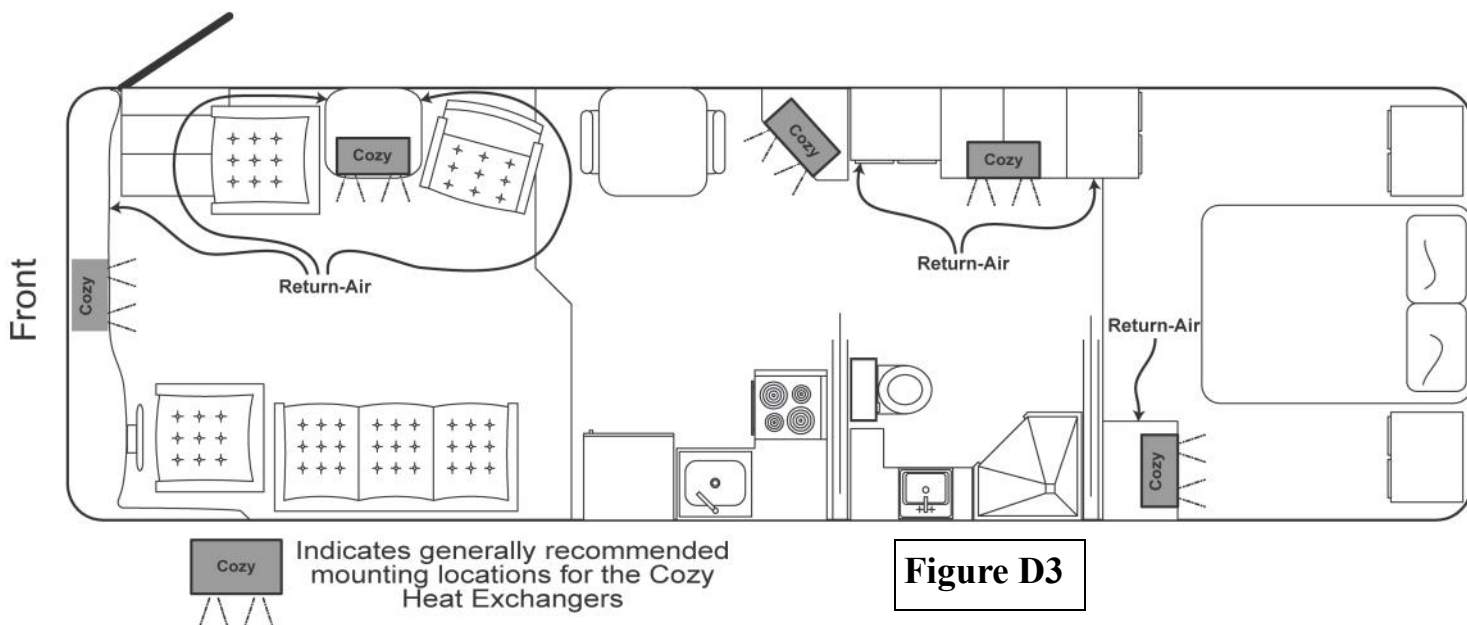 Front
Cozy
Cozy
Return-Air
Cozy
Cozy
Return-Air
Return-Air
Cozy
Cozy
Indicates generally recommended
mounting locations for the Cozy
Heat Exchangers
Figure D3